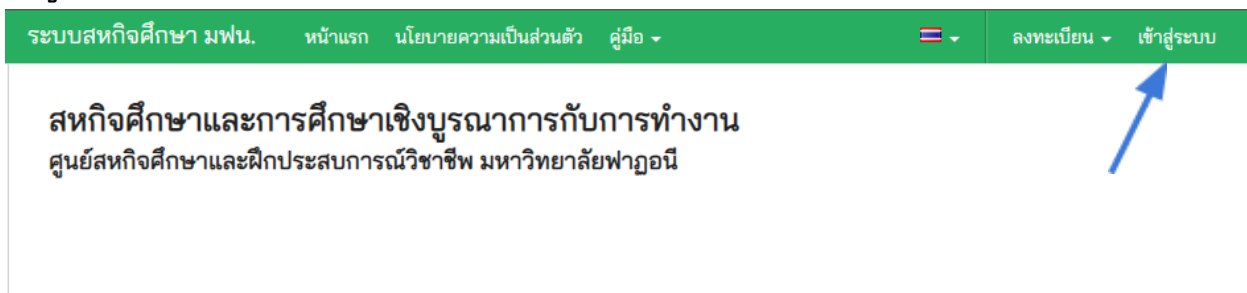 ระบบสหกิจศึกษา มฟน. หน้าแรก นโยบายความเป็นส่วนตัว คู่มือ ลงทะเบียน เข้าสู่ระบบ
สหกิจศึกษาและการศึกษาเชิงบูรณาการกับการทำงาน
ศูนย์สหกิจศึกษาและฝึกประสบการณ์วิชาชีพ มหาวิทยาลัยฟาฏอนี